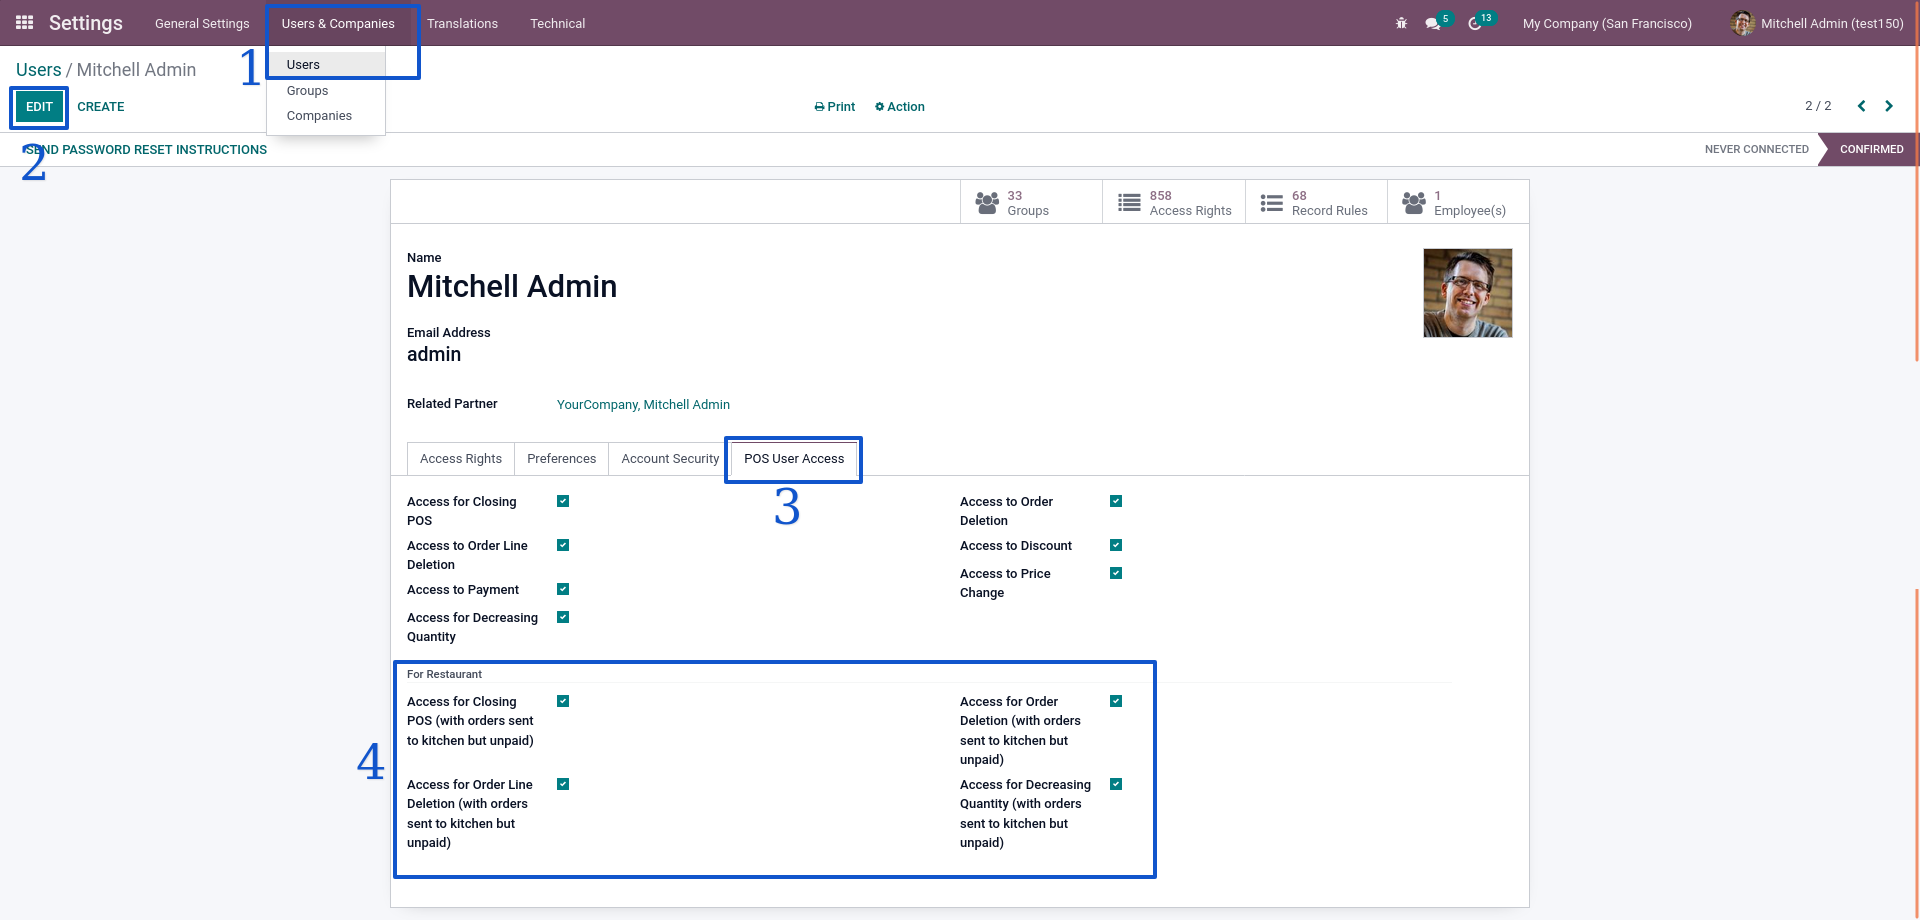 Settings
General Settings
Users & Companies
Translations
Technical
5
13
My Company (San Francisco)
Mitchell Admin (test150)
1
Users
Groups
Companies
Users / Mitchell Admin
EDIT
CREATE
Print
Action
2 / 2
2
SEND PASSWORD RESET INSTRUCTIONS
NEVER CONNECTED
CONFIRMED
33
Groups
858
Access Rights
68
Record Rules
1
Employee(s)
Name
Mitchell Admin
Email Address
admin
Related Partner
YourCompany, Mitchell Admin
Access Rights
Preferences
Account Security
POS User Access
3
Access for Closing
POS
Access to Order Line
Deletion
Access to Payment
Access for Decreasing
Quantity
Access to Order
Deletion
Access to Discount
Access to Price
Change
4
For Restaurant
Access for Closing
POS (with orders sent
to kitchen but unpaid)
Access for Order Line
Deletion (with orders
sent to kitchen but
unpaid)
Access for Order
Deletion (with orders
sent to kitchen but
unpaid)
Access for Decreasing
Quantity (with orders
sent to kitchen but
unpaid)